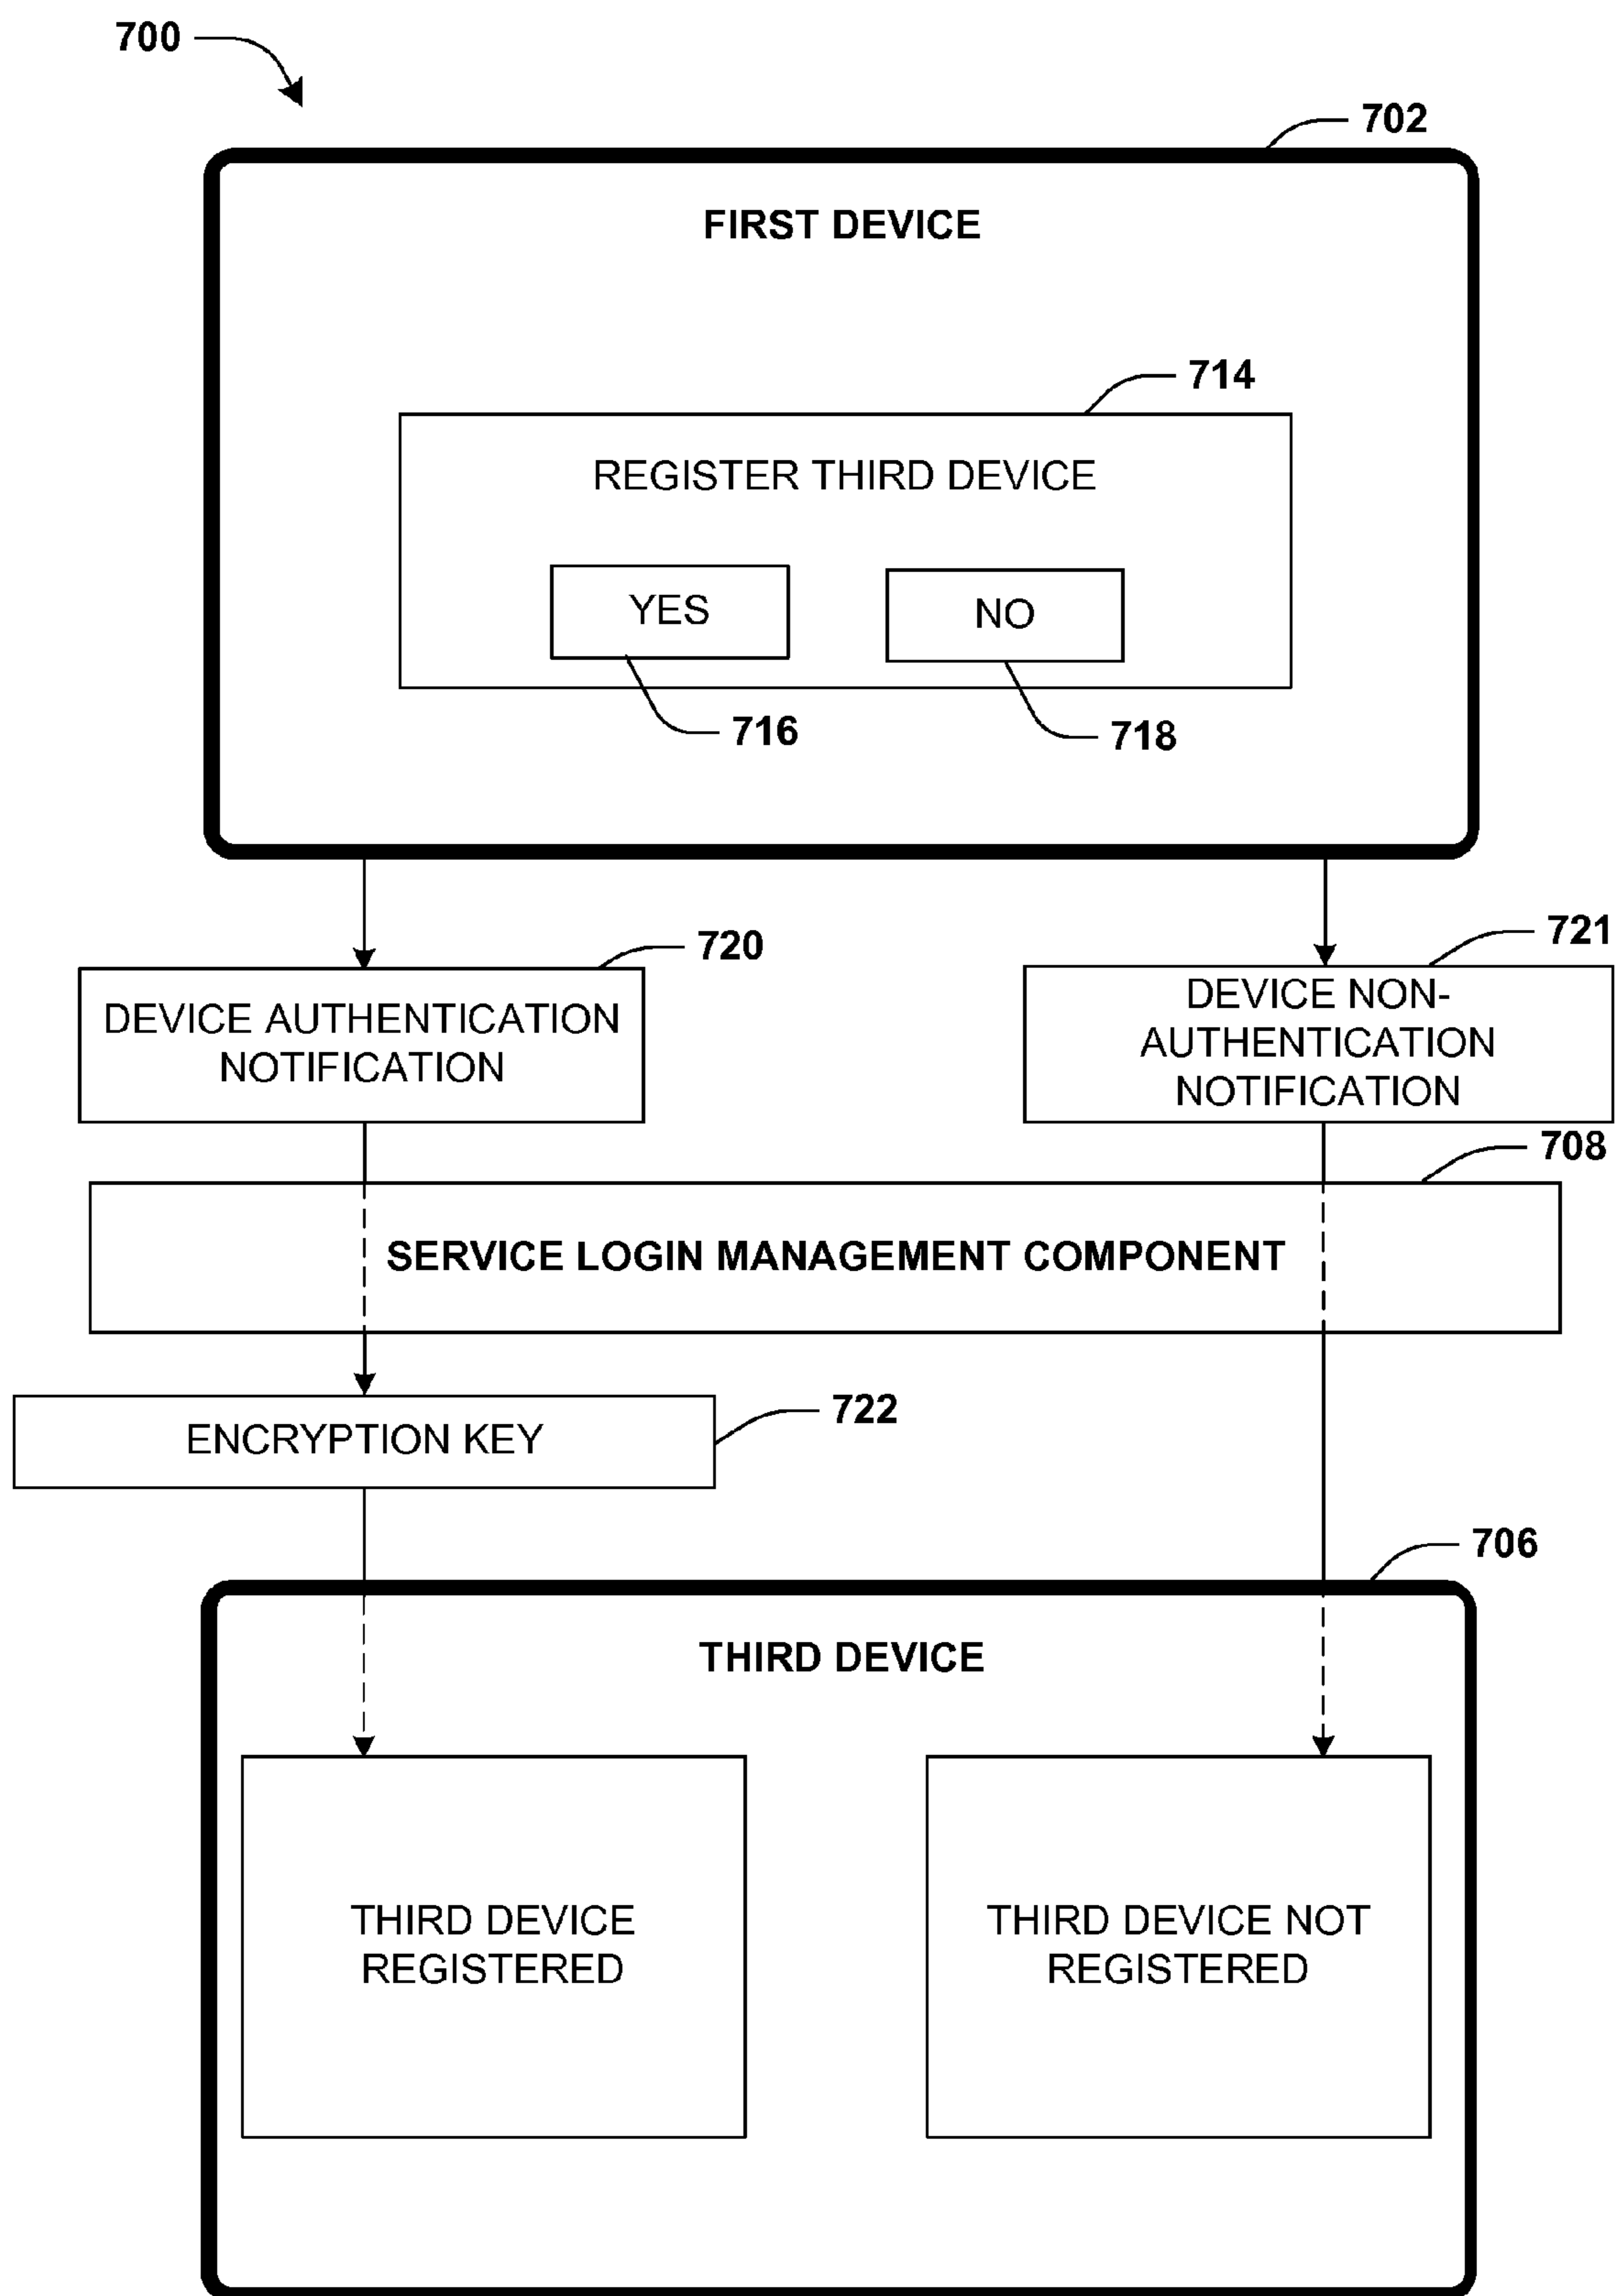 700
702
FIRST DEVICE
714
REGISTER THIRD DEVICE
YES
NO
716
718
720
721
DEVICE AUTHENTICATION
NOTIFICATION
DEVICE NON-
AUTHENTICATION
NOTIFICATION
708
SERVICE LOGIN MANAGEMENT COMPONENT
722
ENCRYPTION KEY
706
THIRD DEVICE
THIRD DEVICE
REGISTERED
THIRD DEVICE NOT
REGISTERED